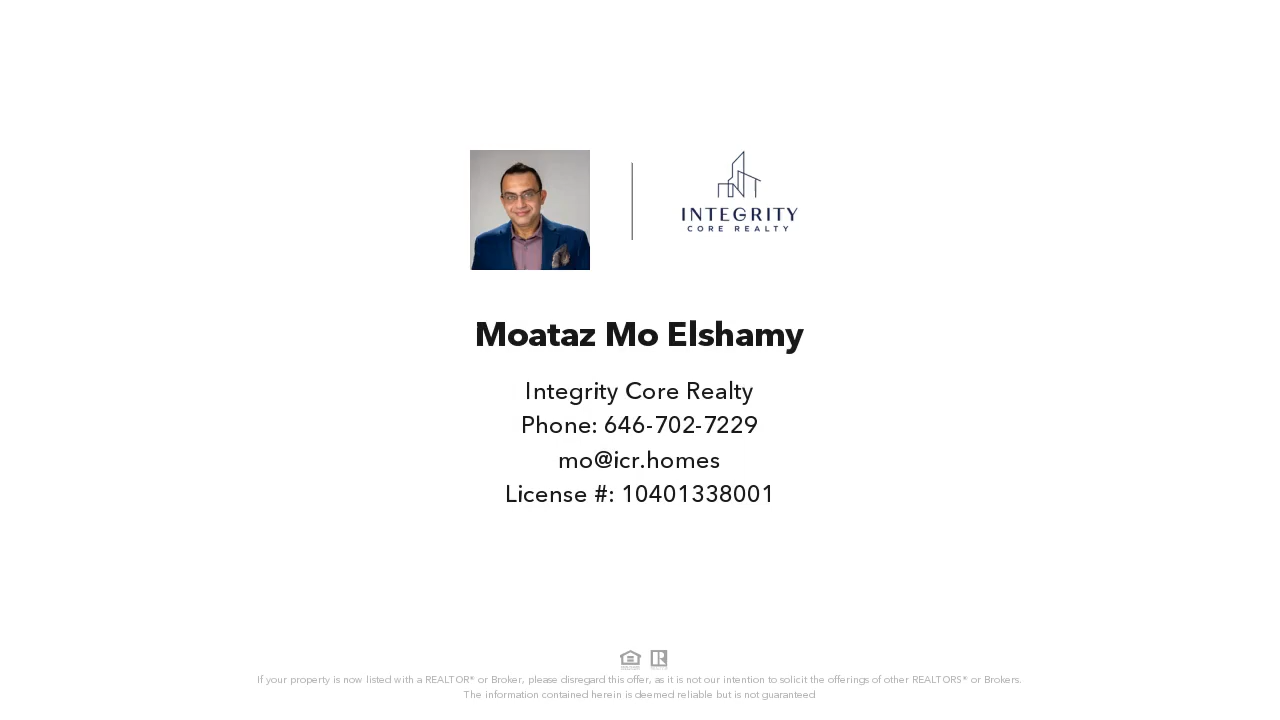 INTEGRITY
CORE REALTY
Moataz Mo Elshamy
Integrity Core Realty
Phone: 646-702-7229
mo@icr.homes
License #: 10401338001
If your property is now listed with a REALTOR® or Broker, please disregard this offer, as it is not our intention to solicit the offerings of other REALTORS® or Brokers.
The information contained herein is deemed reliable but is not guaranteed